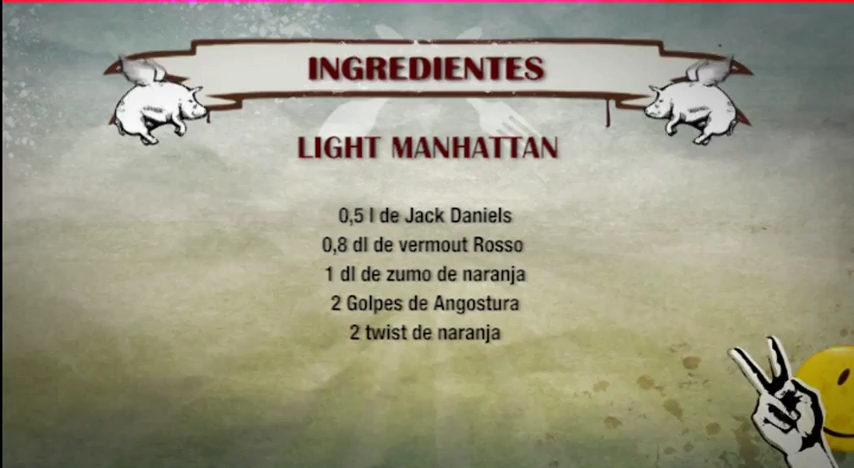 INGREDIENTES
LIGHT MANHATTAN
0,5 l de Jack Daniels
0,8 dl de vermout Rosso
1 dl de zumo de naranja
2 Golpes de Angostura
2 twist de naranja